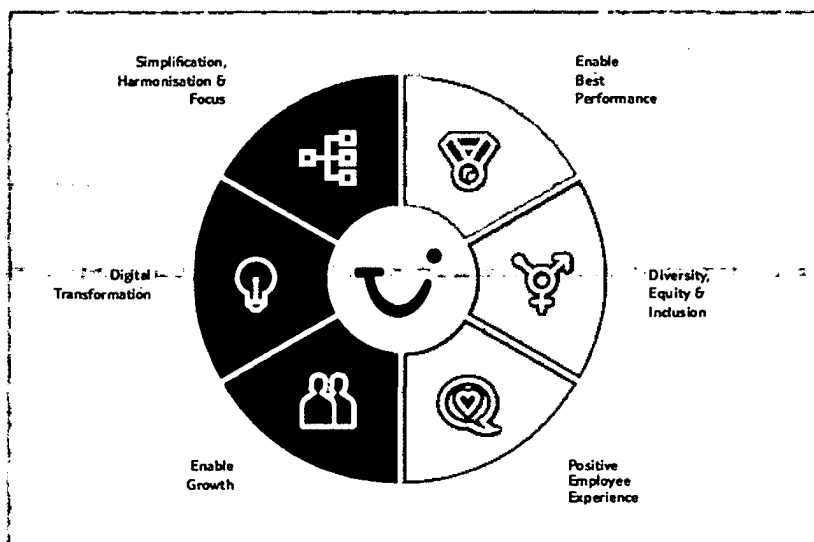 Simplification,
Harmonisation &
Focus
Enable
Best
Performance
Digital
Transformation
Diversity,
Equity &
Inclusion
Enable
Growth
Positive
Employee
Experience